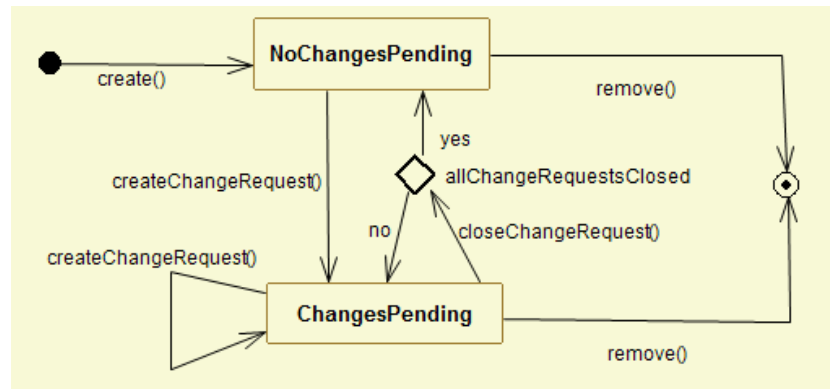 NoChangesPending
create()
remove()
yes
createChangeRequest()
allChangeRequestsClosed
no
closeChangeRequest()
createChangeRequest()
ChangesPending
remove()